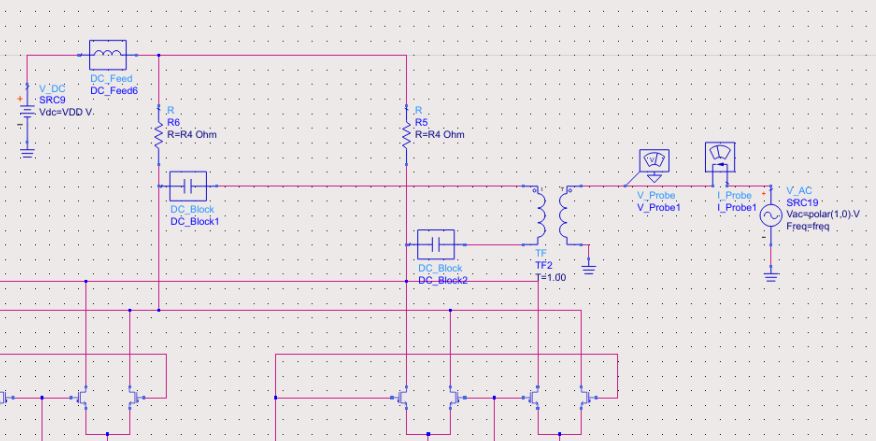 V_DC
SRC9
Vdc=VDD V
DC_Feed
DC_Feed6
R
R6
R=R4 Ohm
R
R5
R=R4 Ohm
DC_Block
DC_Block1
DC_Block
DC_Block2
TF
TF2
T=1.00
V_Probe
V_Probe1
I_Probe
I_Probe1
V_AC
SRC19
Vac=polar(1,0) V
Freq=freq